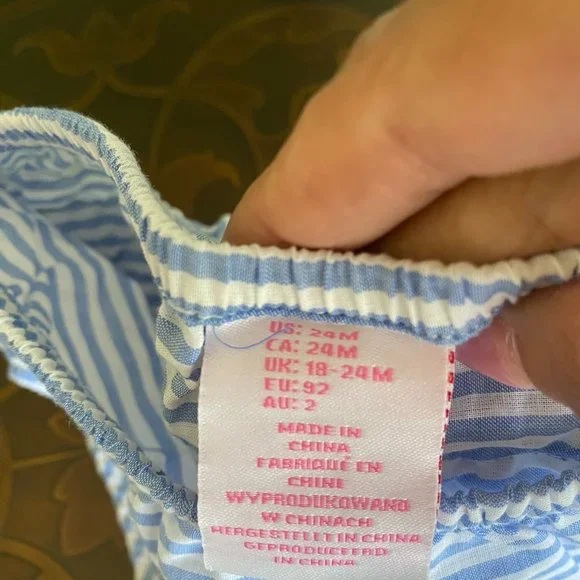 US: 24M
CA: 24M
UK: 18-24M
EU: 92
AU: 2
MADE IN
CHINA
FABRIQUÉ EN
CHINE
WYPRODUKOWANO
W CHINACH
HERGESTELLT IN CHINA
GEPRODUCEERD
IN CHINA